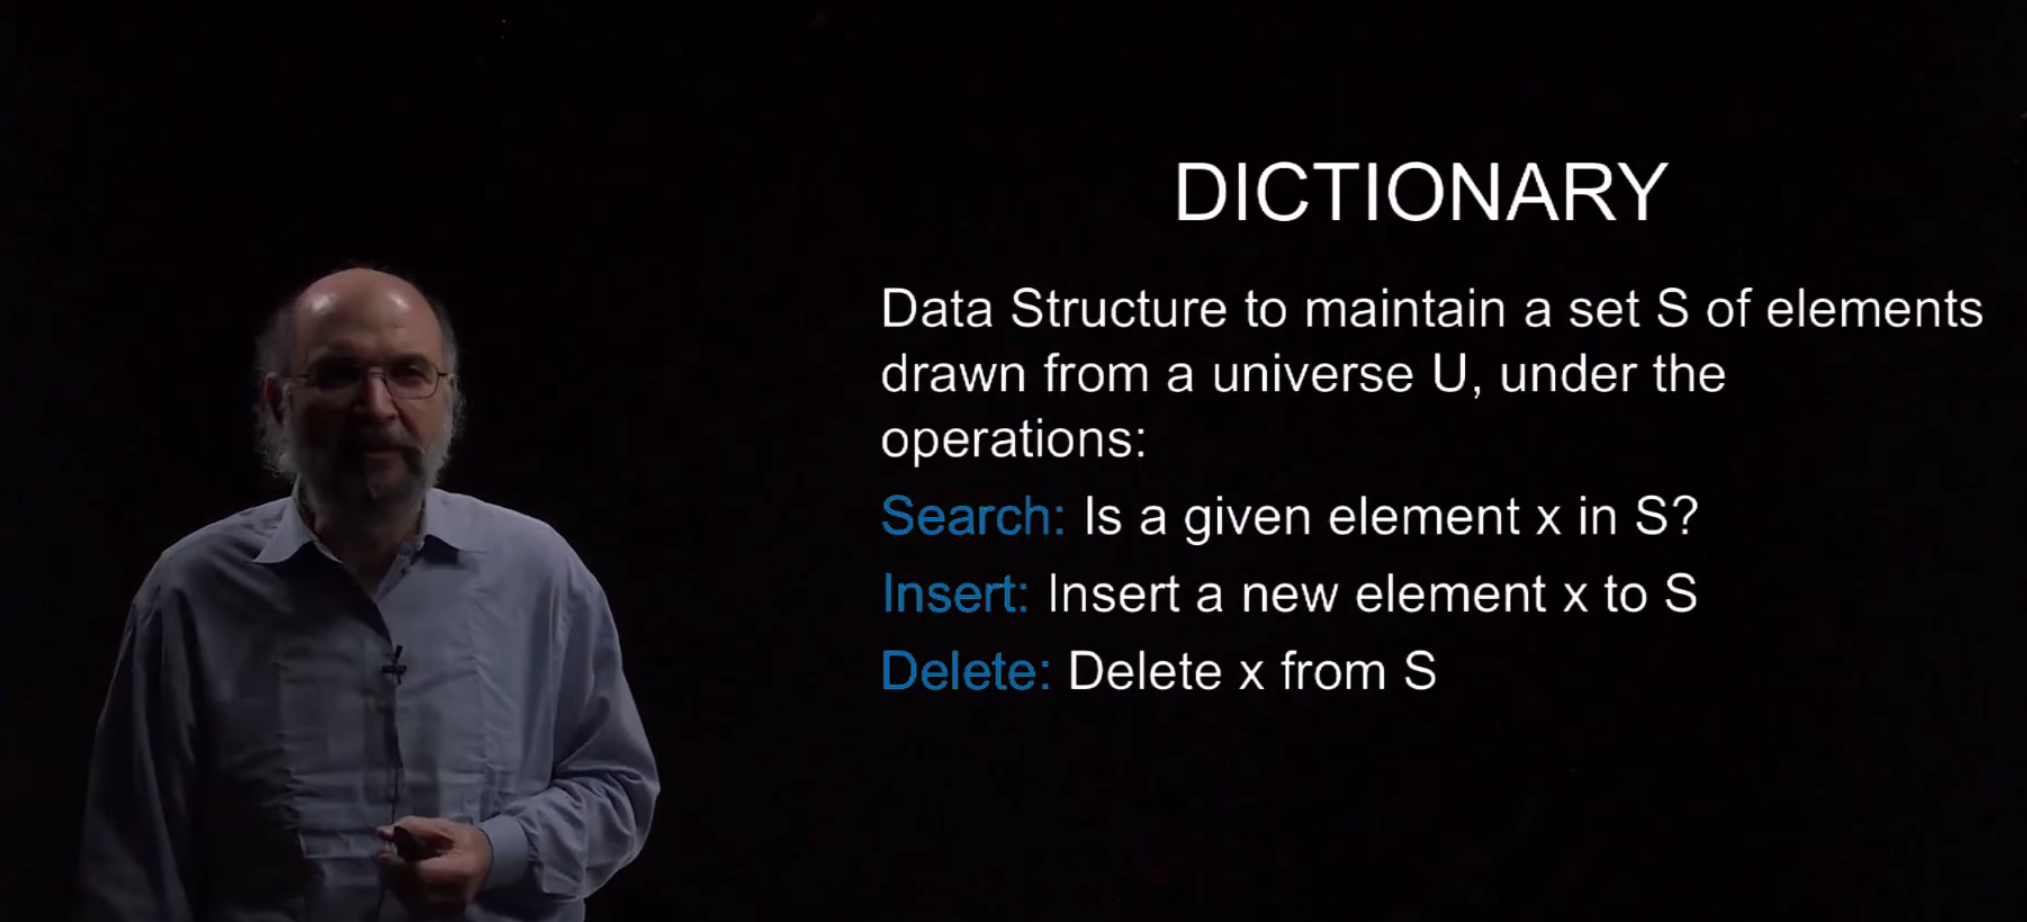 DICTIONARY
Data Structure to maintain a set S of elements
drawn from a universe U, under the
operations:
Search: Is a given element x in S?
Insert: Insert a new element x to S
Delete: Delete x from S